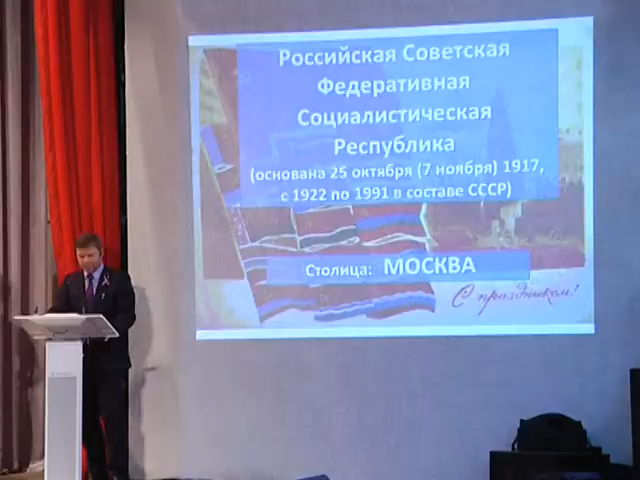 Российская Советская
Федеративная
Социалистическая
Республика
(основана 25 октября (7 ноября) 1917,
с 1922 по 1991 в составе СССР)
Столица: МОСКВА
С праздником!